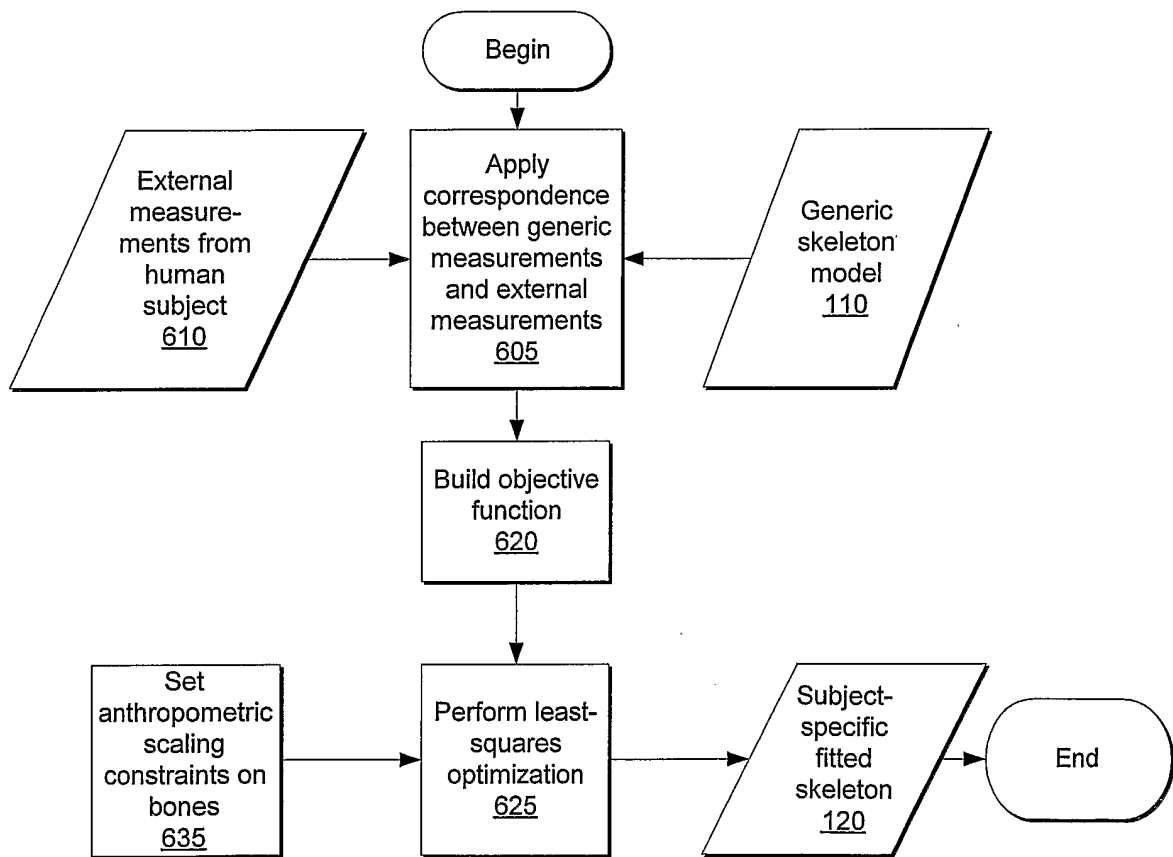 Begin
External
measure-
ments from
human
subject
610
Apply
correspondence
between generic
measurements
and external
measurements
605
Generic
skeleton
model
110
Build objective
function
620
Set
anthropometric
scaling
constraints on
bones
635
Perform least-
squares
optimization
625
Subject-
specific
fitted
skeleton
120
End